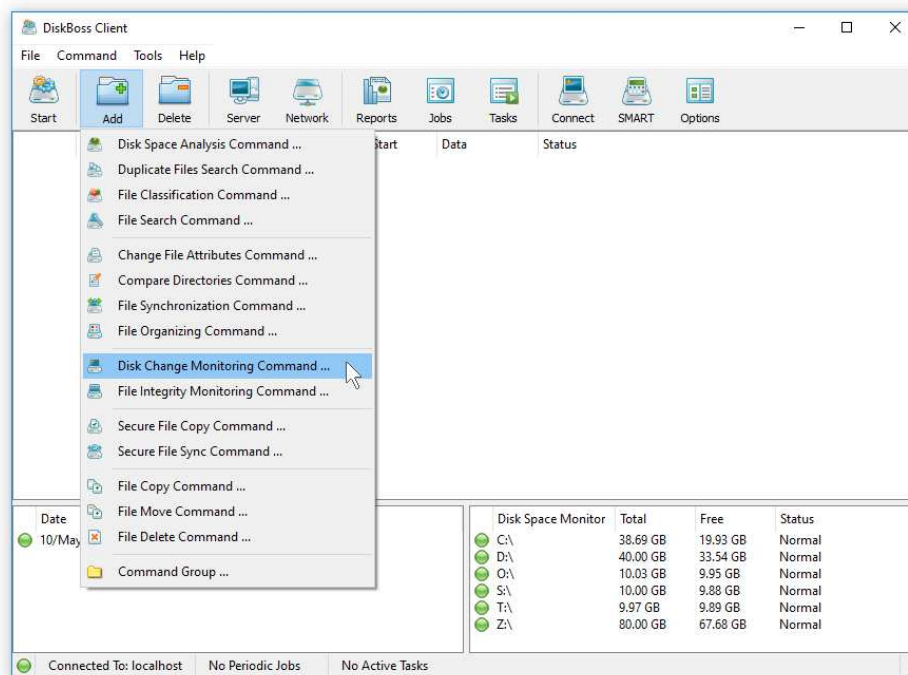 DiskBoss Client
File Command Tools Help
Start Add Delete Server Network Reports Jobs Tasks Connect SMART Options
Start Data Status
Disk Space Analysis Command ...
Duplicate Files Search Command ...
File Classification Command ...
File Search Command ...
Change File Attributes Command ...
Compare Directories Command ...
File Synchronization Command ...
File Organizing Command ...
Disk Change Monitoring Command ...
File Integrity Monitoring Command ...
Secure File Copy Command ...
Secure File Sync Command ...
File Copy Command ...
File Move Command ...
File Delete Command ...
Command Group ...
Date
10/May
Disk Space Monitor Total Free Status
C:\ 38.69 GB 19.93 GB Normal
D:\ 40.00 GB 33.54 GB Normal
O:\ 10.03 GB 9.95 GB Normal
S:\ 10.00 GB 9.88 GB Normal
T:\ 9.97 GB 9.89 GB Normal
Z:\ 80.00 GB 67.68 GB Normal
Connected To: localhost No Periodic Jobs No Active Tasks